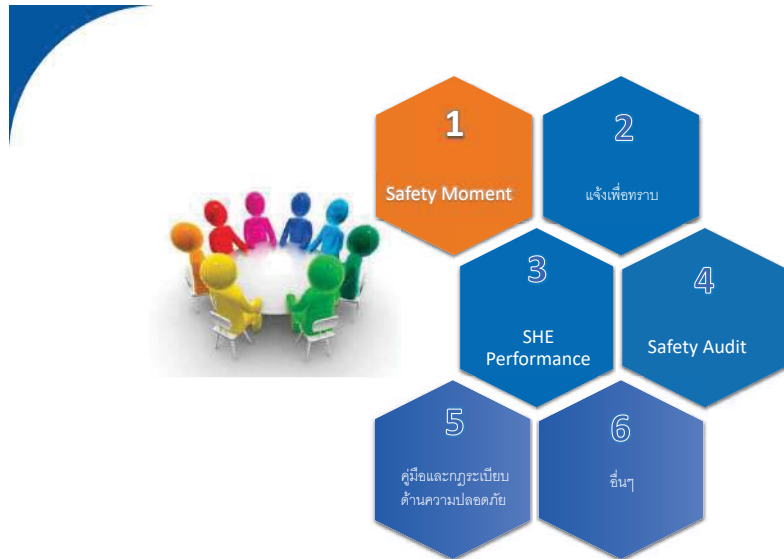 1
Safety Moment
2
แจ้งเพื่อทราบ
3
SHE
Performance
4
Safety Audit
5
คู่มือและกฎระเบียบ
ด้านความปลอดภัย
6
อื่นๆ